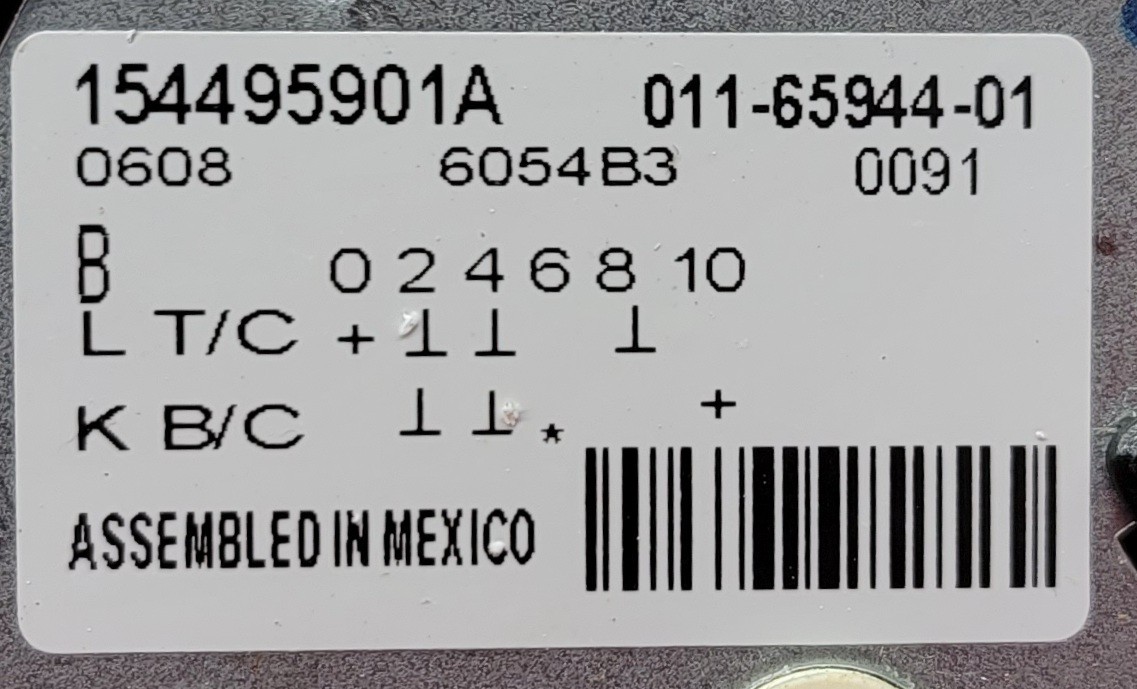 154495901A 011-65944-01
0608 6054B3 0091
B 0 2 4 6 8 10
L T/C + ⊥ ⊥ ⊥
K B/C ⊥ ⊥ * +
ASSEMBLED IN MEXICO